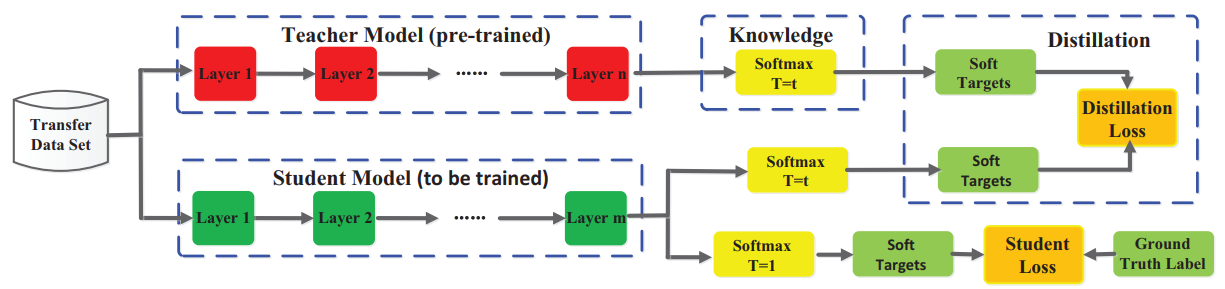 Teacher Model (pre-trained)
Layer 1
Layer 2
......
Layer n
Knowledge
Softmax
T=t
Distillation
Soft
Targets
Distillation
Loss
Transfer
Data Set
Student Model (to be trained)
Layer 1
Layer 2
......
Layer m
Softmax
T=t
Soft
Targets
Softmax
T=1
Soft
Targets
Student
Loss
Ground
Truth Label